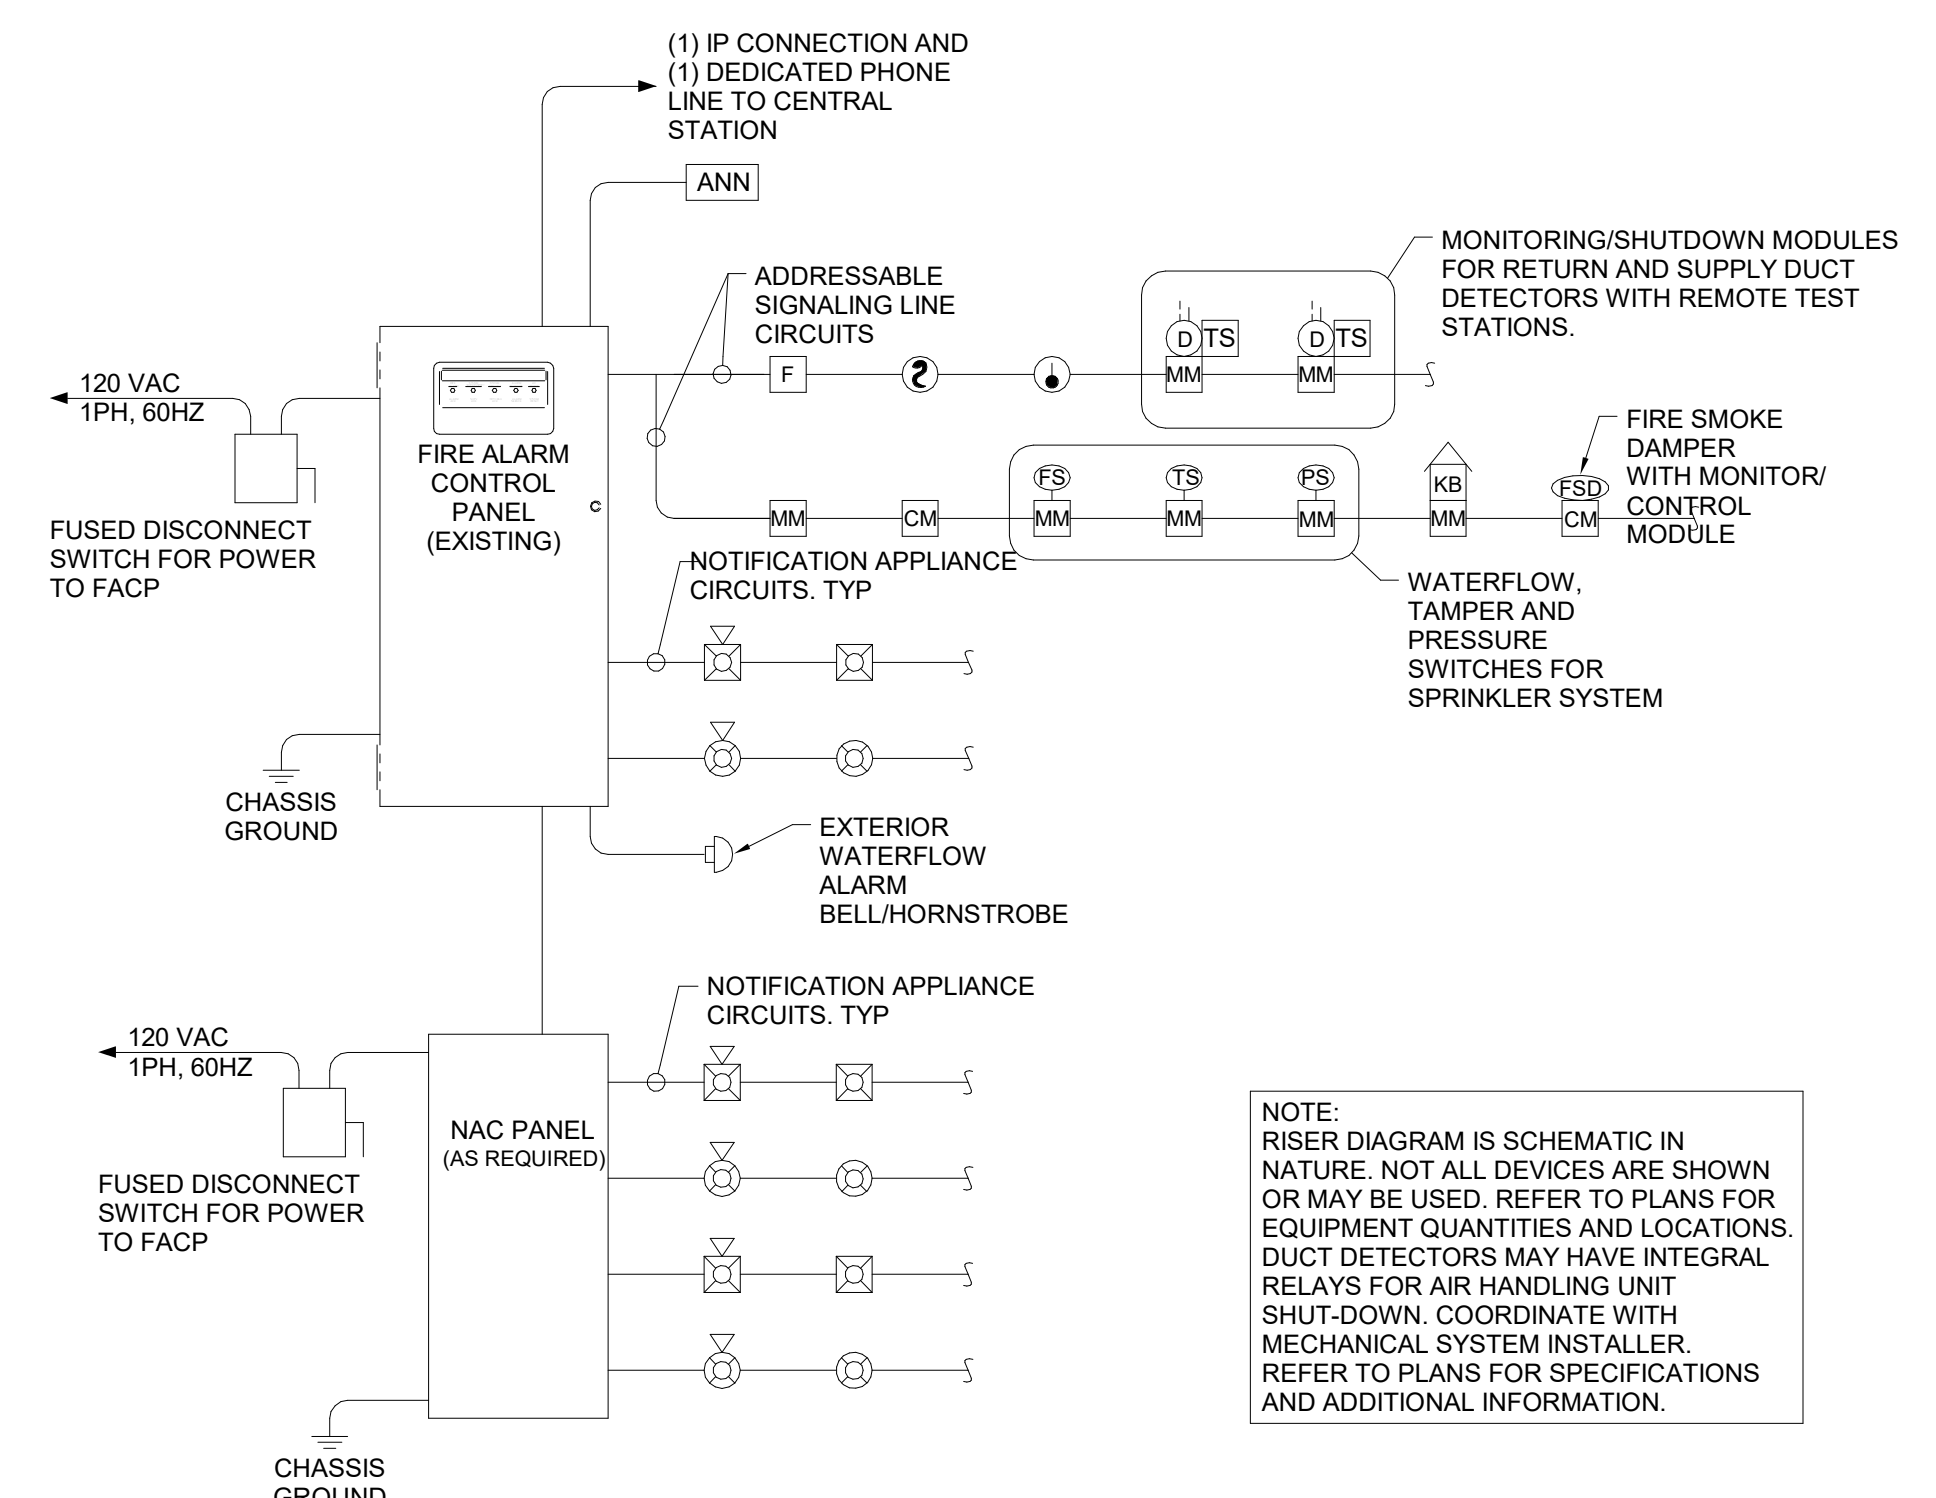 (1) IP CONNECTION AND
(1) DEDICATED PHONE
LINE TO CENTRAL
STATION
ANN
MONITORING/SHUTDOWN MODULES
FOR RETURN AND SUPPLY DUCT
DETECTORS WITH REMOTE TEST
STATIONS.
ADDRESSABLE
SIGNALING LINE
CIRCUITS
D TS
D TS
F
MM
MM
120 VAC
1PH, 60HZ
FUSED DISCONNECT
SWITCH FOR POWER
TO FACP
FIRE ALARM
CONTROL
PANEL
(EXISTING)
C
FIRE SMOKE
DAMPER
WITH MONITOR/
CONTROL
MODULE
FS
TS
PS
KB
FSD
MM
CM
MM
MM
MM
MM
CM
NOTIFICATION APPLIANCE
CIRCUITS. TYP
WATERFLOW,
TAMPER AND
PRESSURE
SWITCHES FOR
SPRINKLER SYSTEM
CHASSIS
GROUND
EXTERIOR
WATERFLOW
ALARM
BELL/HORNSTROBE
NOTIFICATION APPLIANCE
CIRCUITS. TYP
120 VAC
1PH, 60HZ
FUSED DISCONNECT
SWITCH FOR POWER
TO FACP
NAC PANEL
(AS REQUIRED)
CHASSIS
GROUND
NOTE:
RISER DIAGRAM IS SCHEMATIC IN
NATURE. NOT ALL DEVICES ARE SHOWN
OR MAY BE USED. REFER TO PLANS FOR
EQUIPMENT QUANTITIES AND LOCATIONS.
DUCT DETECTORS MAY HAVE INTEGRAL
RELAYS FOR AIR HANDLING UNIT
SHUT-DOWN. COORDINATE WITH
MECHANICAL SYSTEM INSTALLER.
REFER TO PLANS FOR SPECIFICATIONS
AND ADDITIONAL INFORMATION.